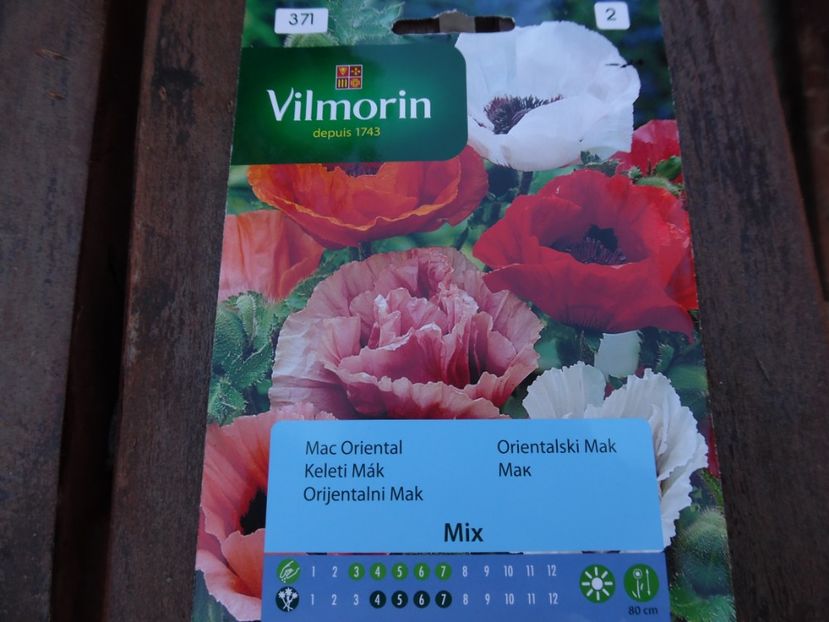 371
2
Vilmorin
depuis 1743
Mac Oriental
Keleti Mák
Orijentalni Mak
Orientalski Mak
Мак
Mix
1 2 3 4 5 6 7 8 9 10 11 12
1 2 3 4 5 6 7 8 9 10 11 12
80 cm